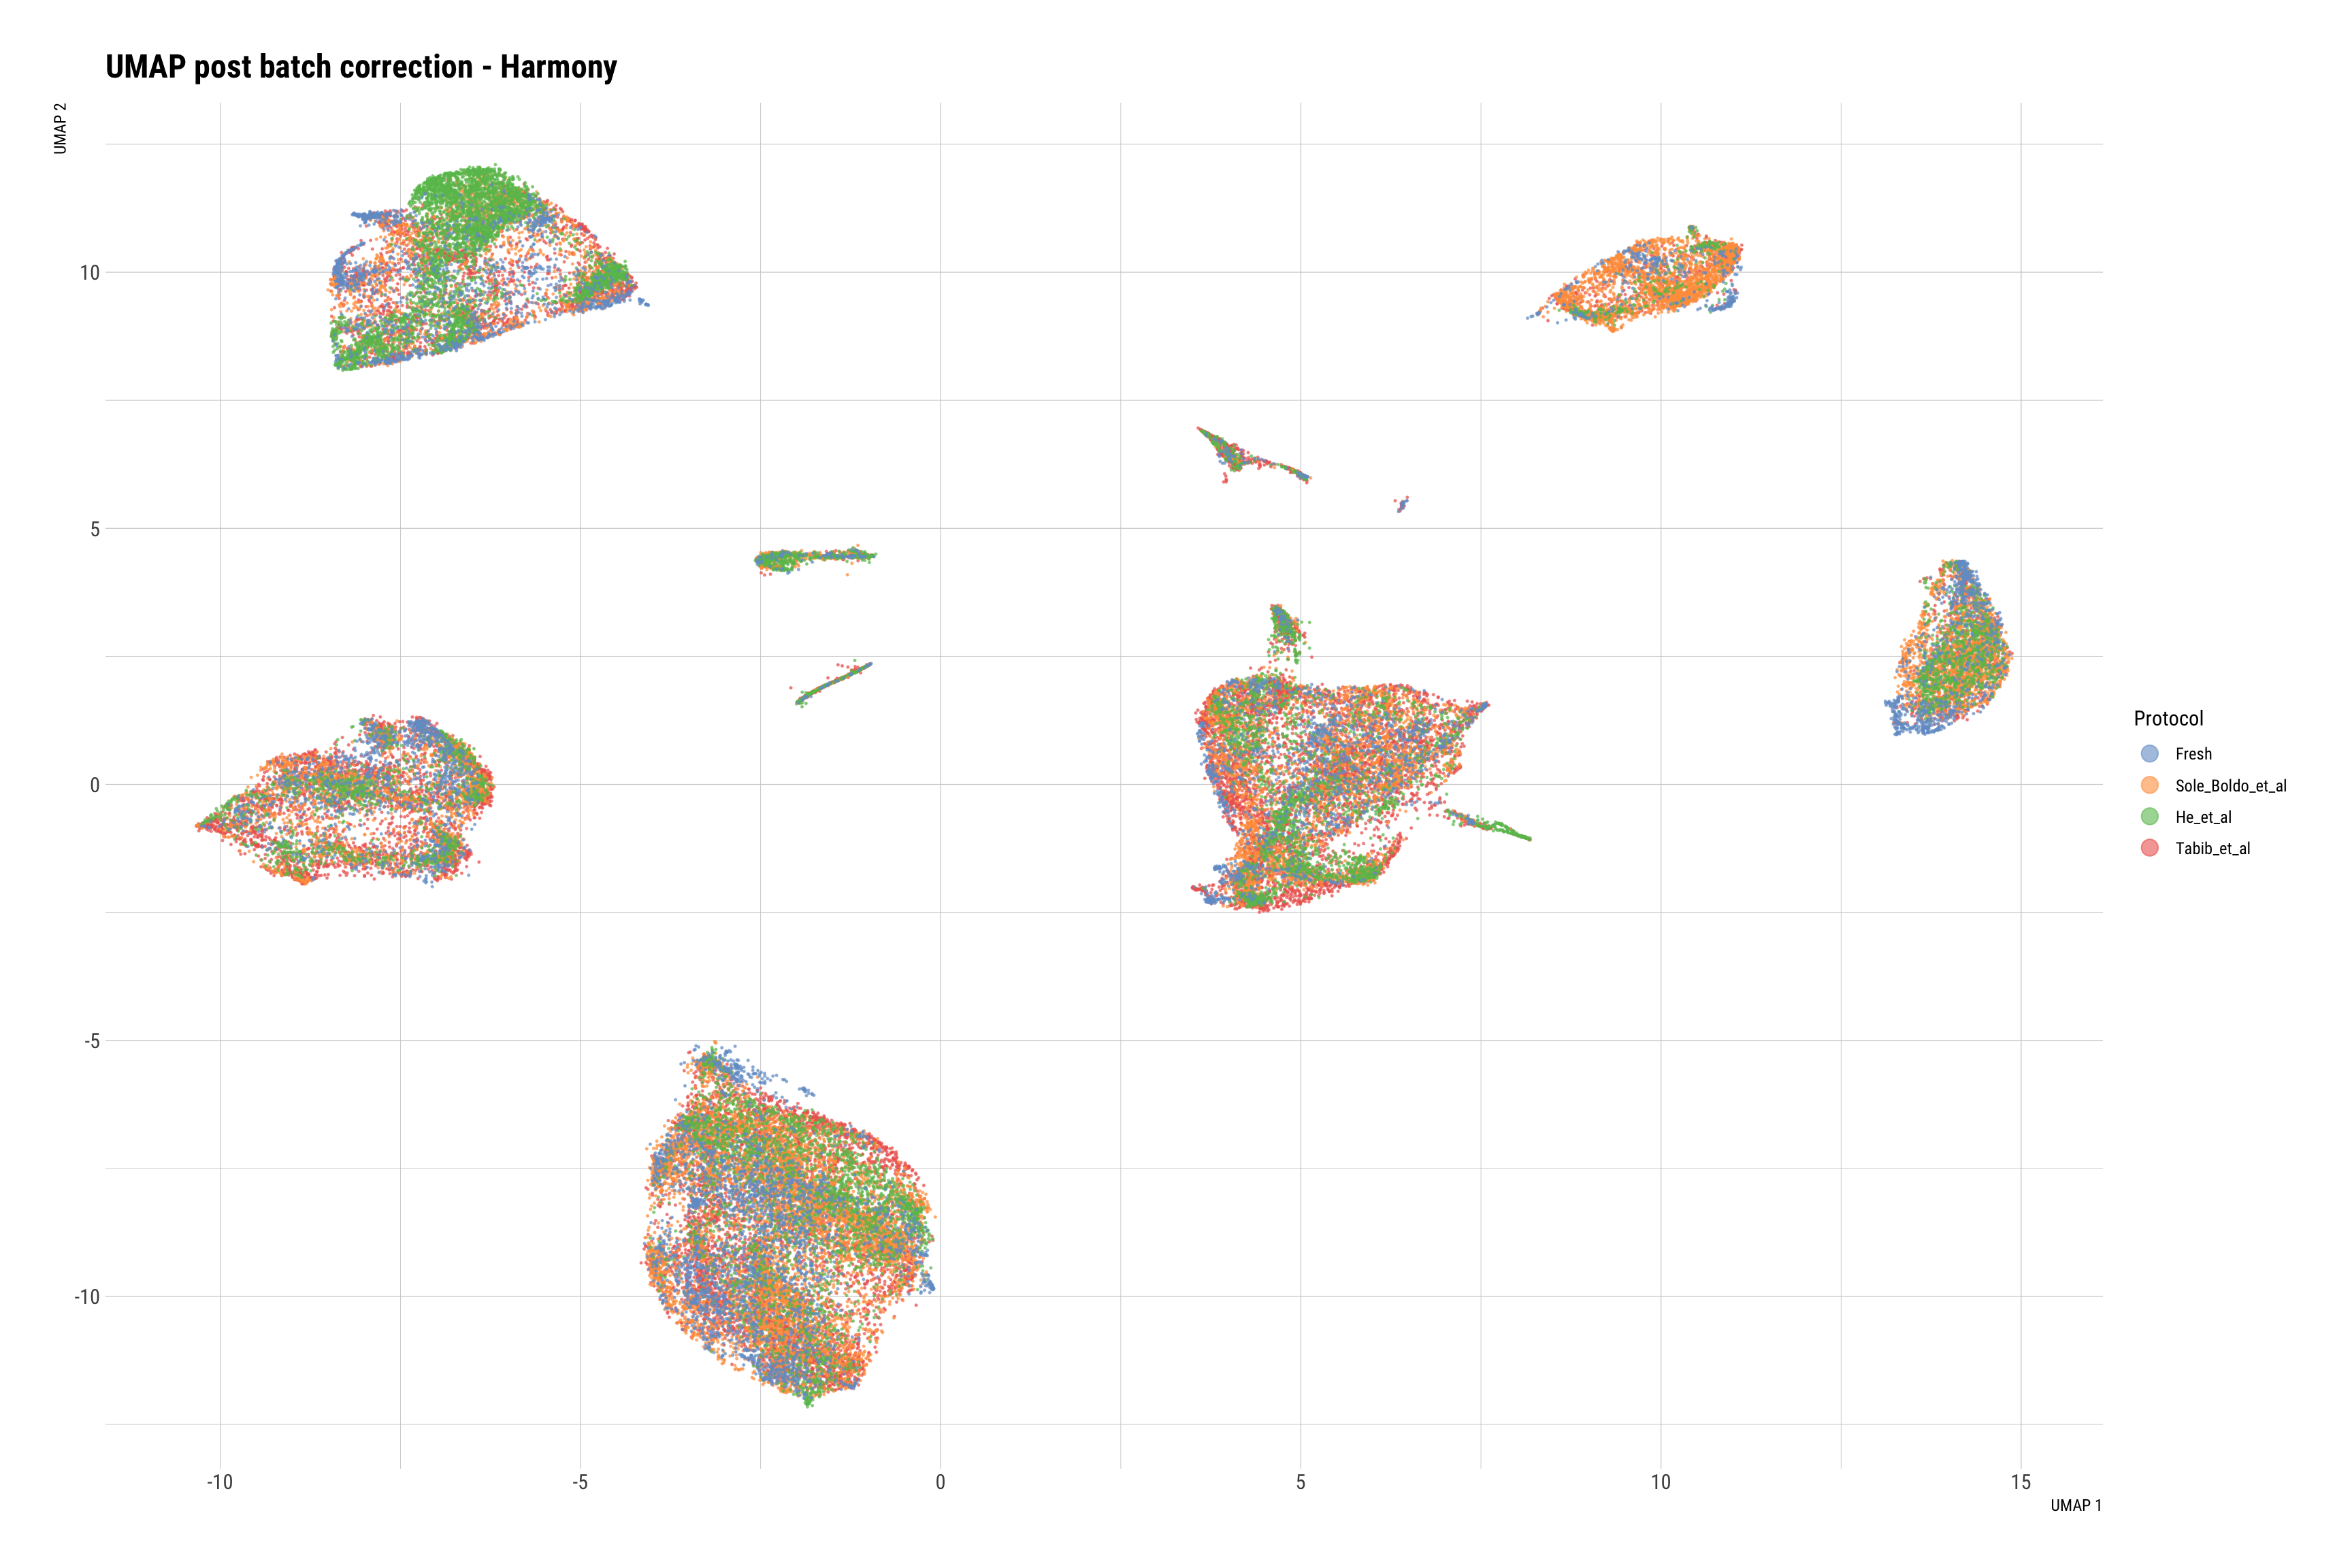 UMAP post batch correction - Harmony
UMAP 2
10
5
0
-5
-10
-10
-5
0
5
10
15
UMAP 1
Protocol
Fresh
Sole_Boldo_et_al
He_et_al
Tabib_et_al